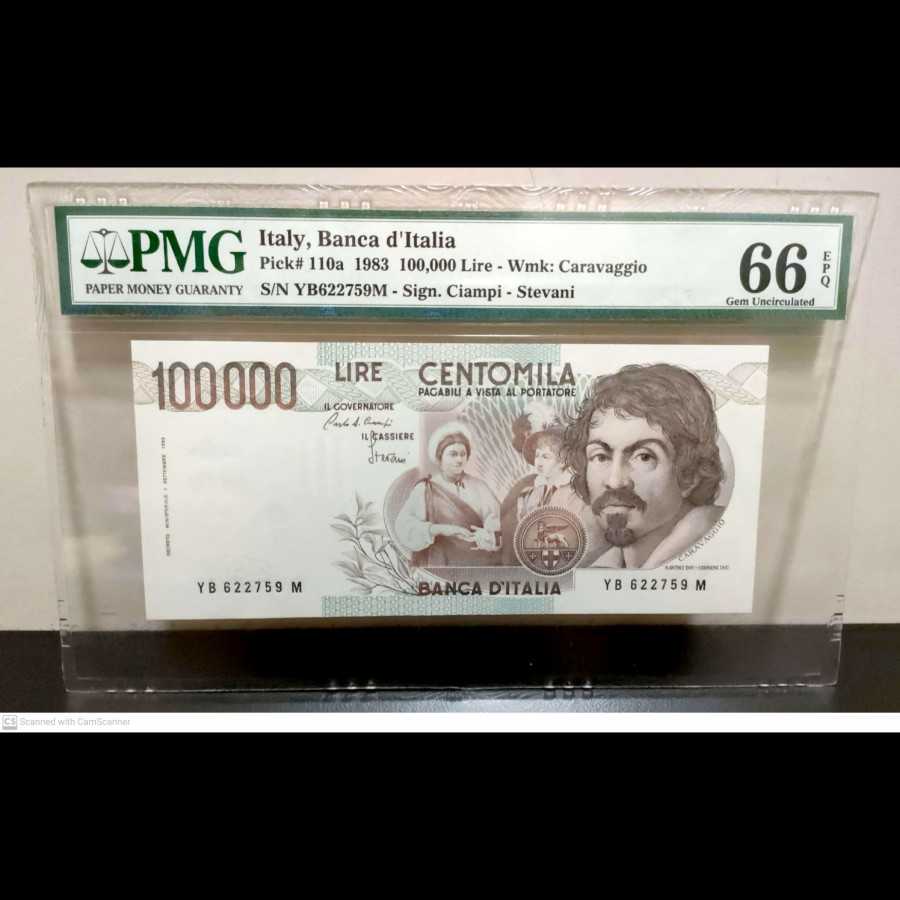 PMG
PAPER MONEY GUARANTY
Italy, Banca d'Italia
Pick# 110a 1983 100,000 Lire - Wmk: Caravaggio
S/N YB622759M - Sign. Ciampi - Stevani
66
EPQ
Gem Uncirculated
100000
LIRE CENTOMILA
PAGABILI A VISTA AL PORTATORE
IL GOVERNATORE
IL CASSIERE
CARAVAGGIO
YB 622759 M
BANCA D'ITALIA
YB 622759 M
CS Scanned with CamScanner